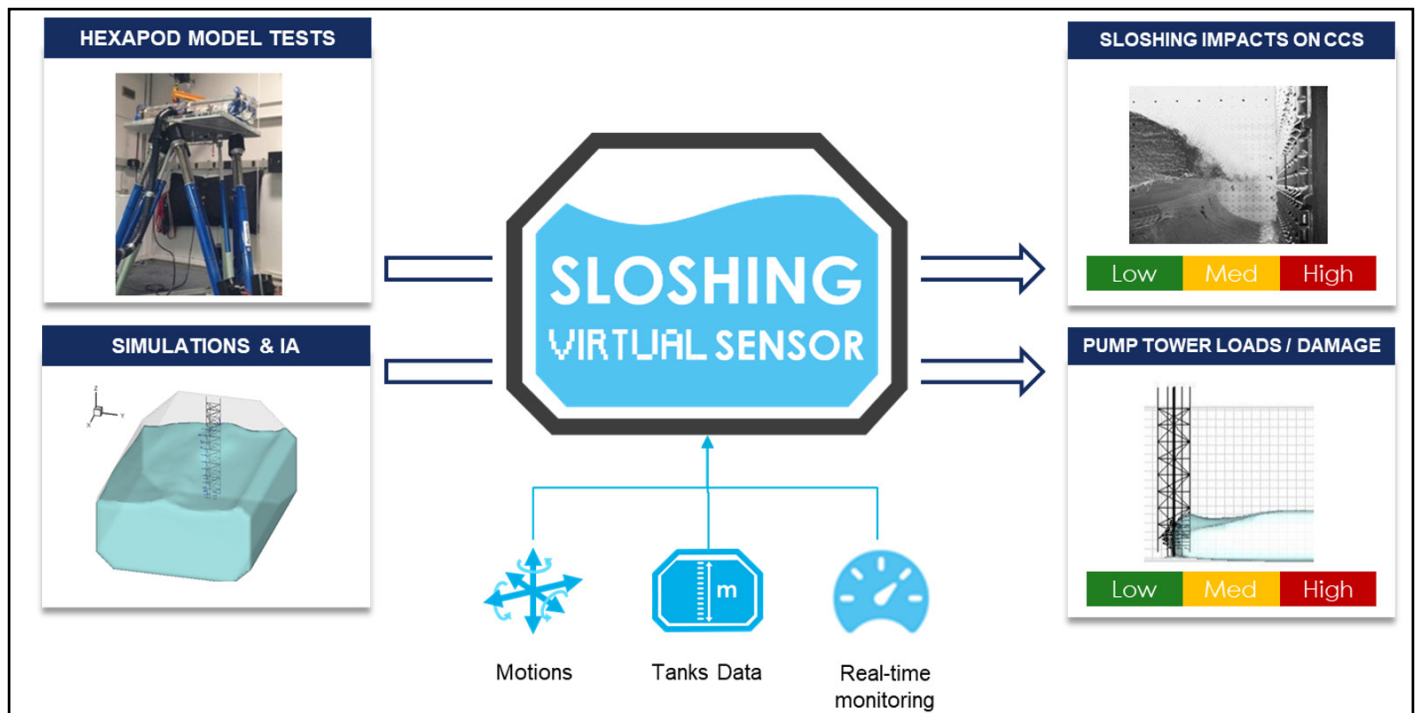 HEXAPOD MODEL TESTS
SLOSHING IMPACTS ON CCS
Low Med High
SLOSHING
VIRTUAL SENSOR
SIMULATIONS & IA
Z
Y
X
PUMP TOWER LOADS / DAMAGE
Low Med High
m
Motions
Tanks Data
Real-time
monitoring